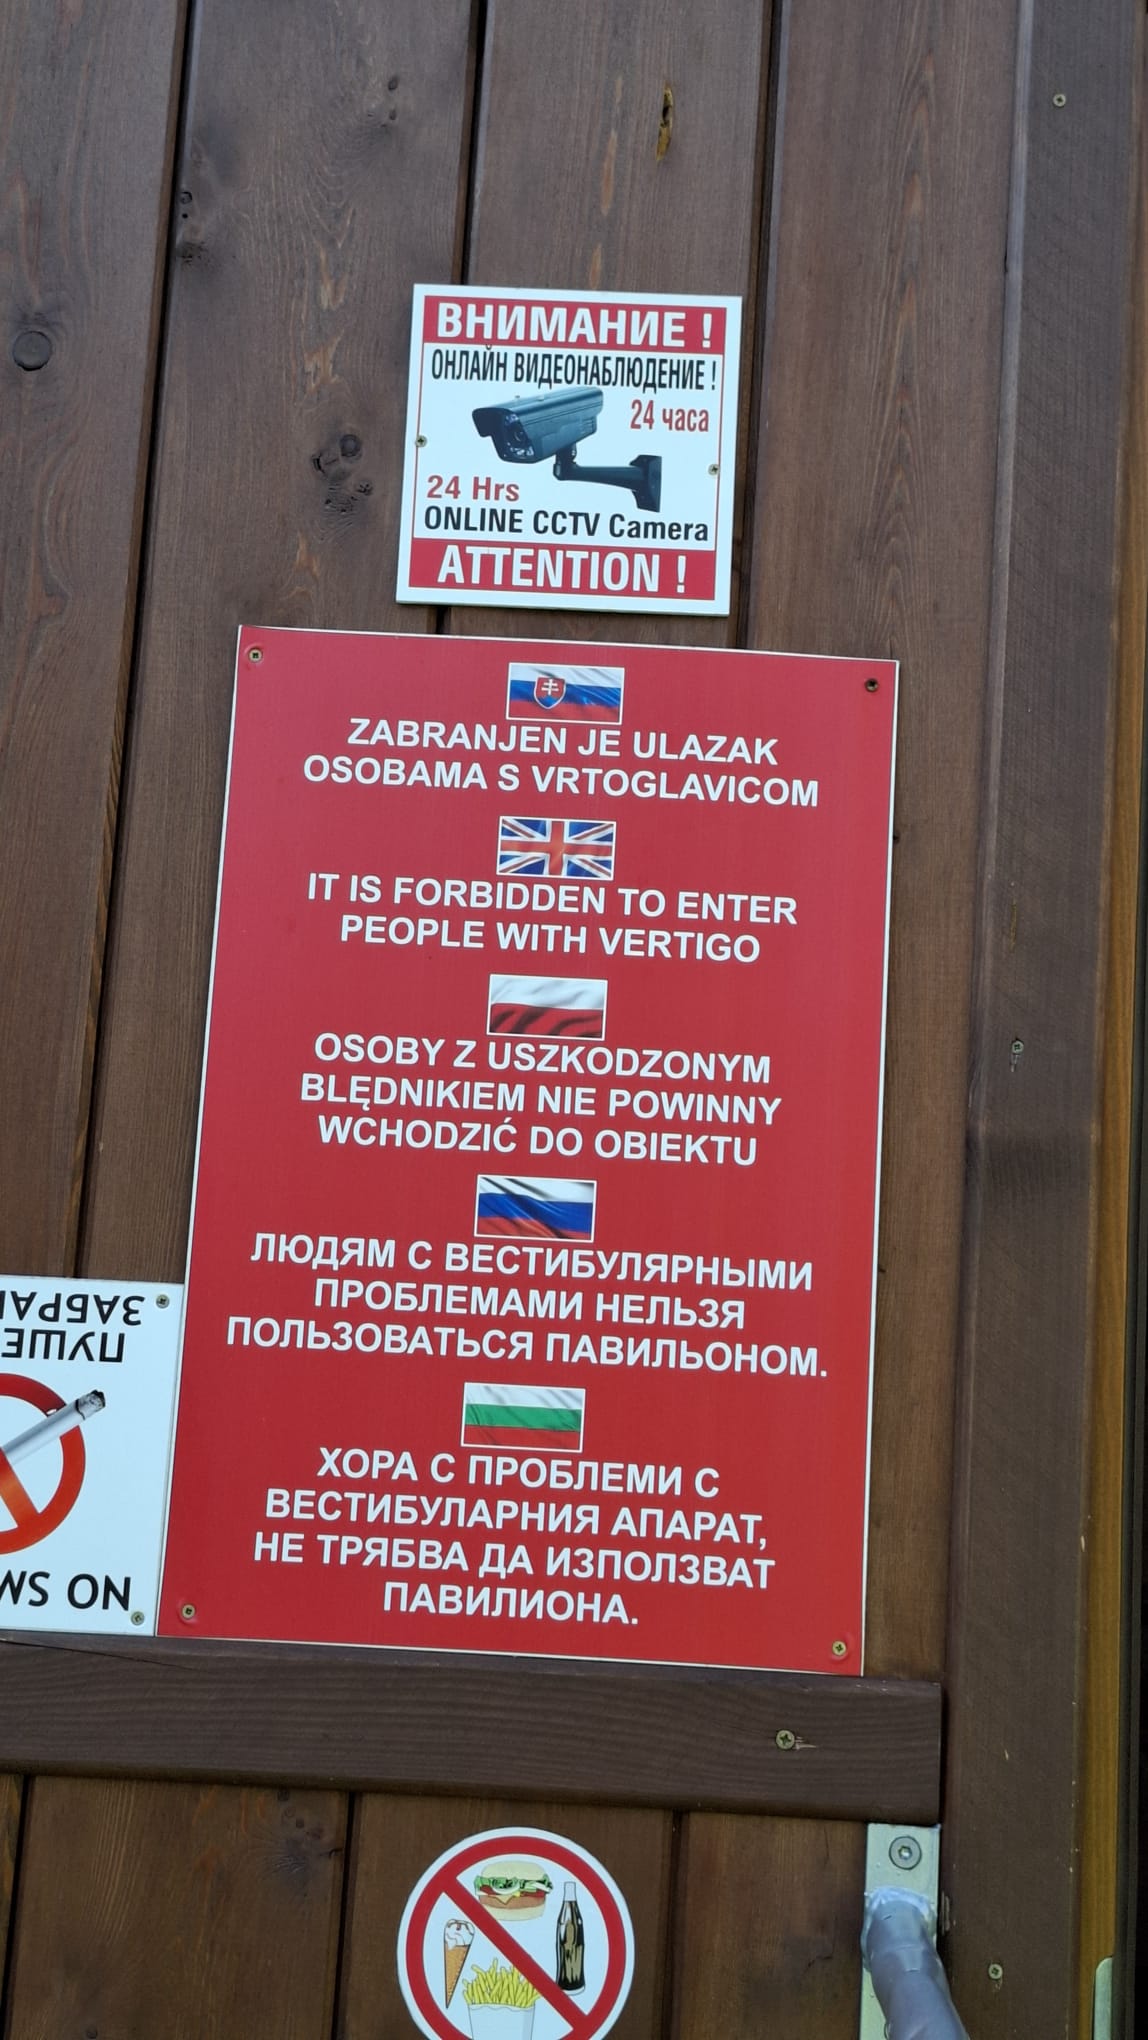 ВНИМАНИЕ !
ОНЛАЙН ВИДЕОНАБЛЮДЕНИЕ !
24 часа
24 Hrs
ONLINE CCTV Camera
ATTENTION !
ZABRANJEN JE ULAZAK
OSOBAMA S VRTOGLAVICOM
IT IS FORBIDDEN TO ENTER
PEOPLE WITH VERTIGO
OSOBY Z USZKODZONYM
BLĘDNIKIEM NIE POWINNY
WCHODZIĆ DO OBIEKTU
ЛЮДЯМ С ВЕСТИБУЛЯРНЫМИ
ПРОБЛЕМАМИ НЕЛЬЗЯ
ПОЛЬЗОВАТЬСЯ ПАВИЛЬОНОМ.
ХОРА С ПРОБЛЕМИ С
ВЕСТИБУЛАРНИЯ АПАРАТ,
НЕ ТРЯБВА ДА ИЗПОЛЗВАТ
ПАВИЛИОНА.
NO